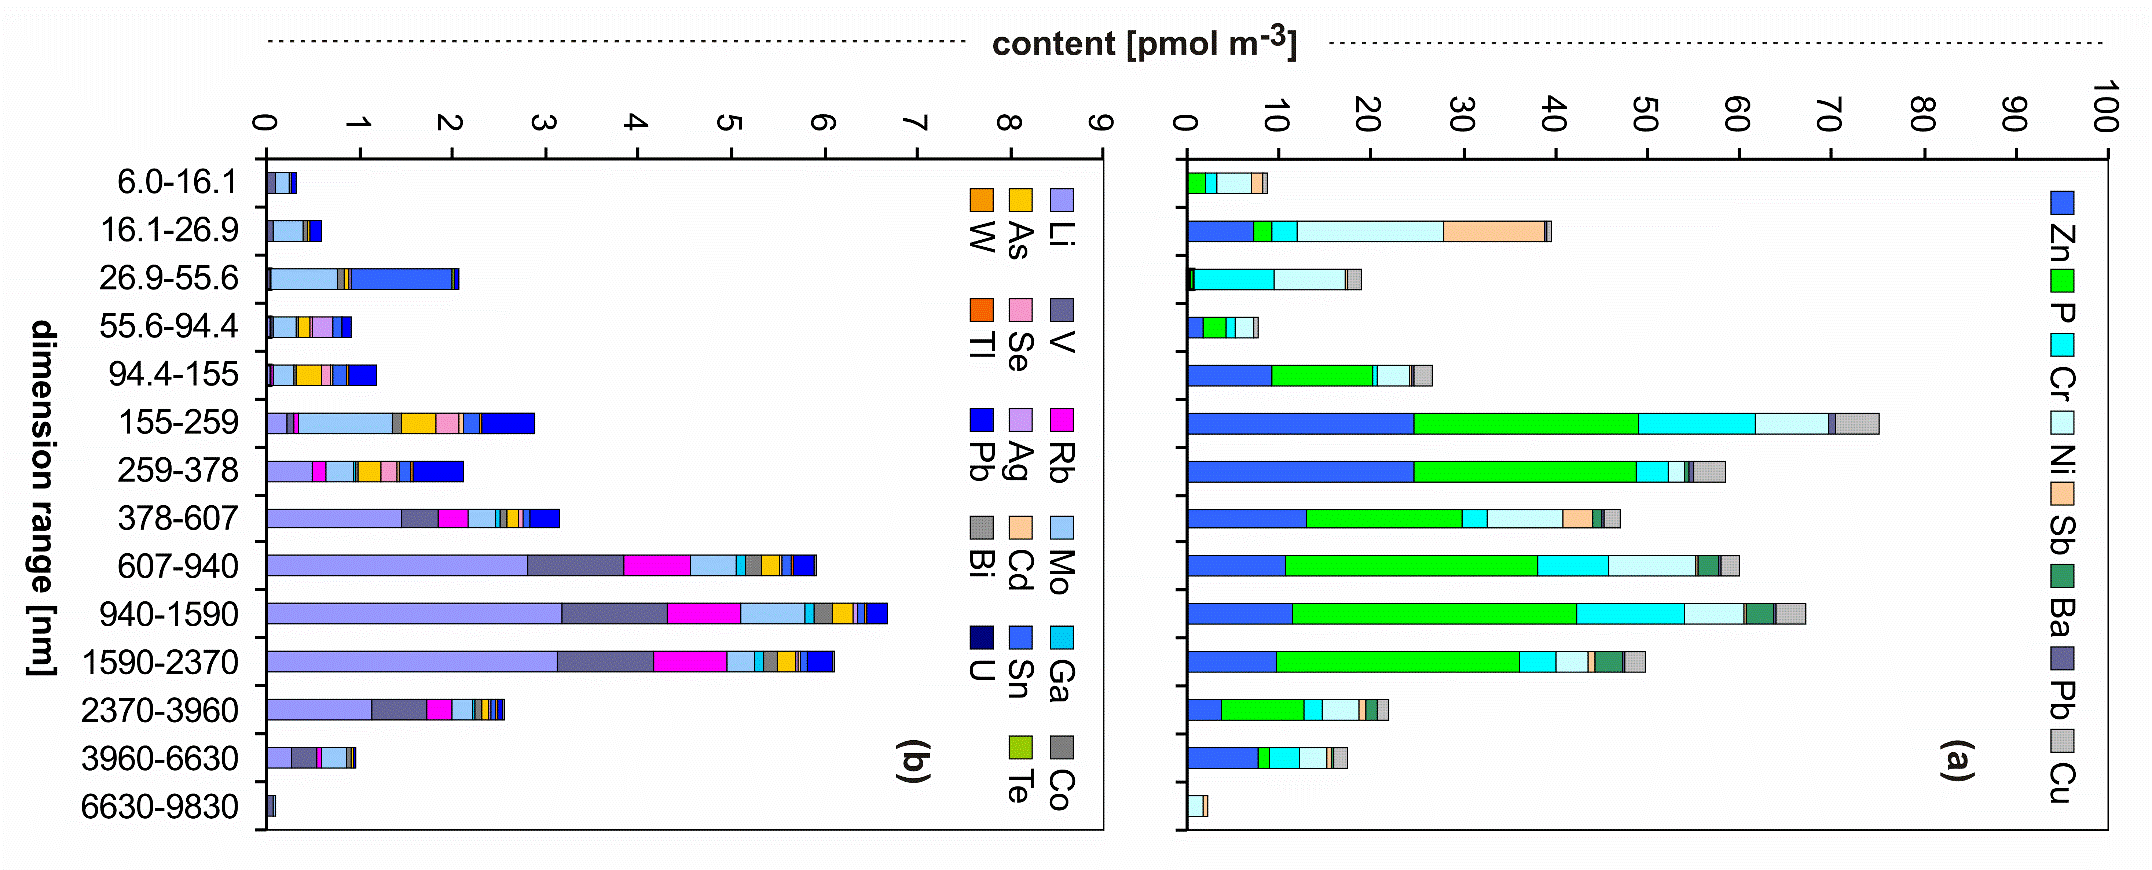 content [pmol m-3]
0 1 2 3 4 5 6 7 8 9
0 10 20 30 40 50 60 70 80 90 100
6.0-16.1
16.1-26.9
26.9-55.6
55.6-94.4
94.4-155
155-259
259-378
378-607
607-940
940-1590
1590-2370
2370-3960
3960-6630
6630-9830
dimension range [nm]
Li V Rb Mo Ga Co
As Se Ag Cd Sn Te
W Tl Pb Bi U
(b)
Zn P Cr Ni Sb Ba Pb Cu
(a)